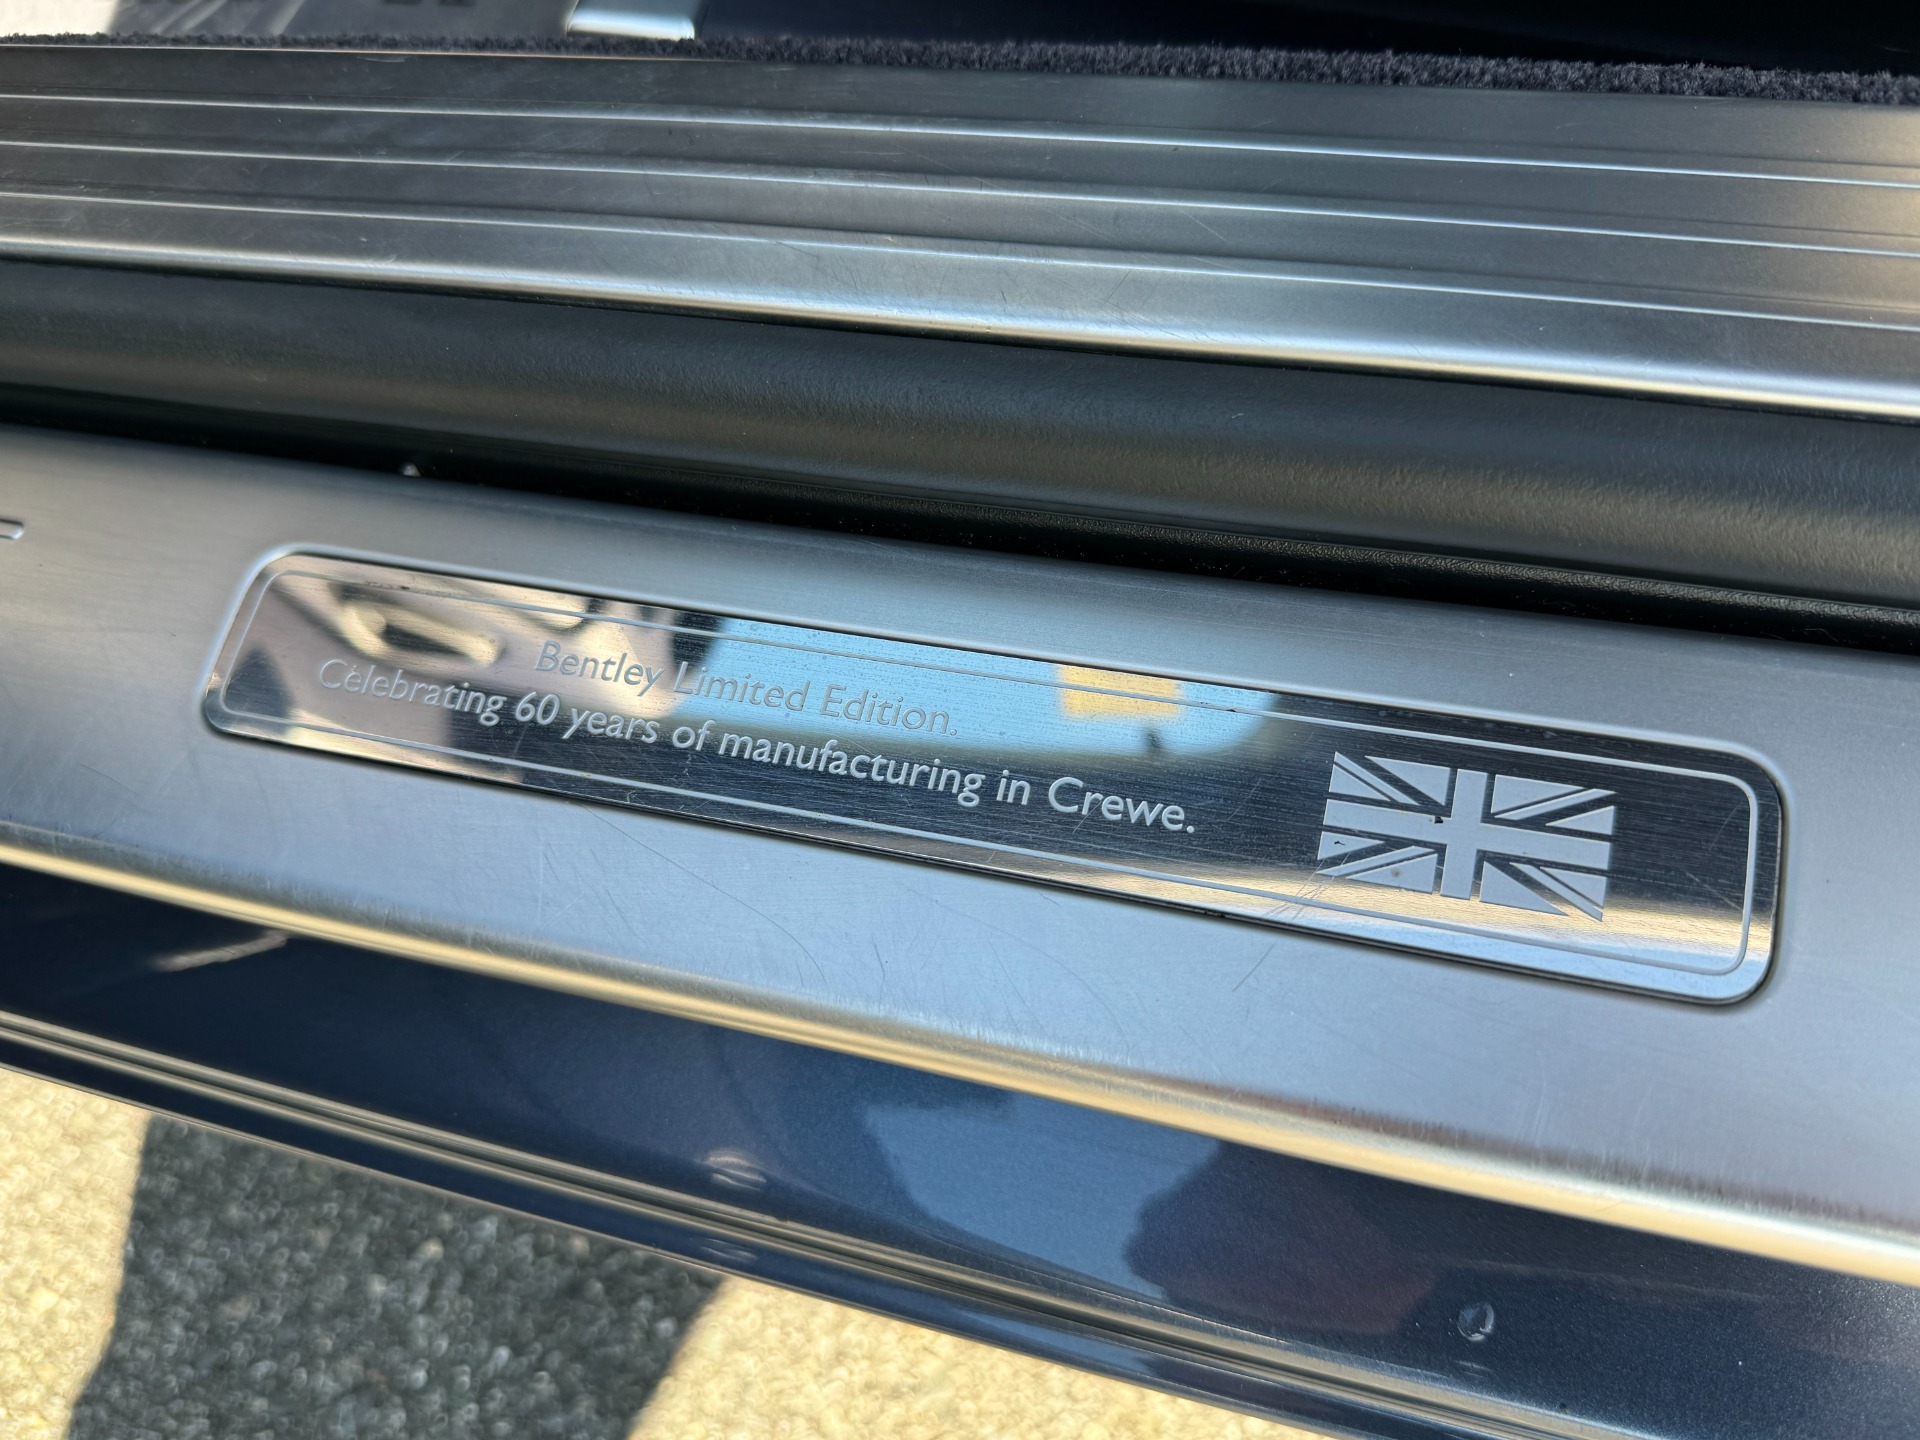 Bentley Limited Edition.
Celebrating 60 years of manufacturing in Crewe.